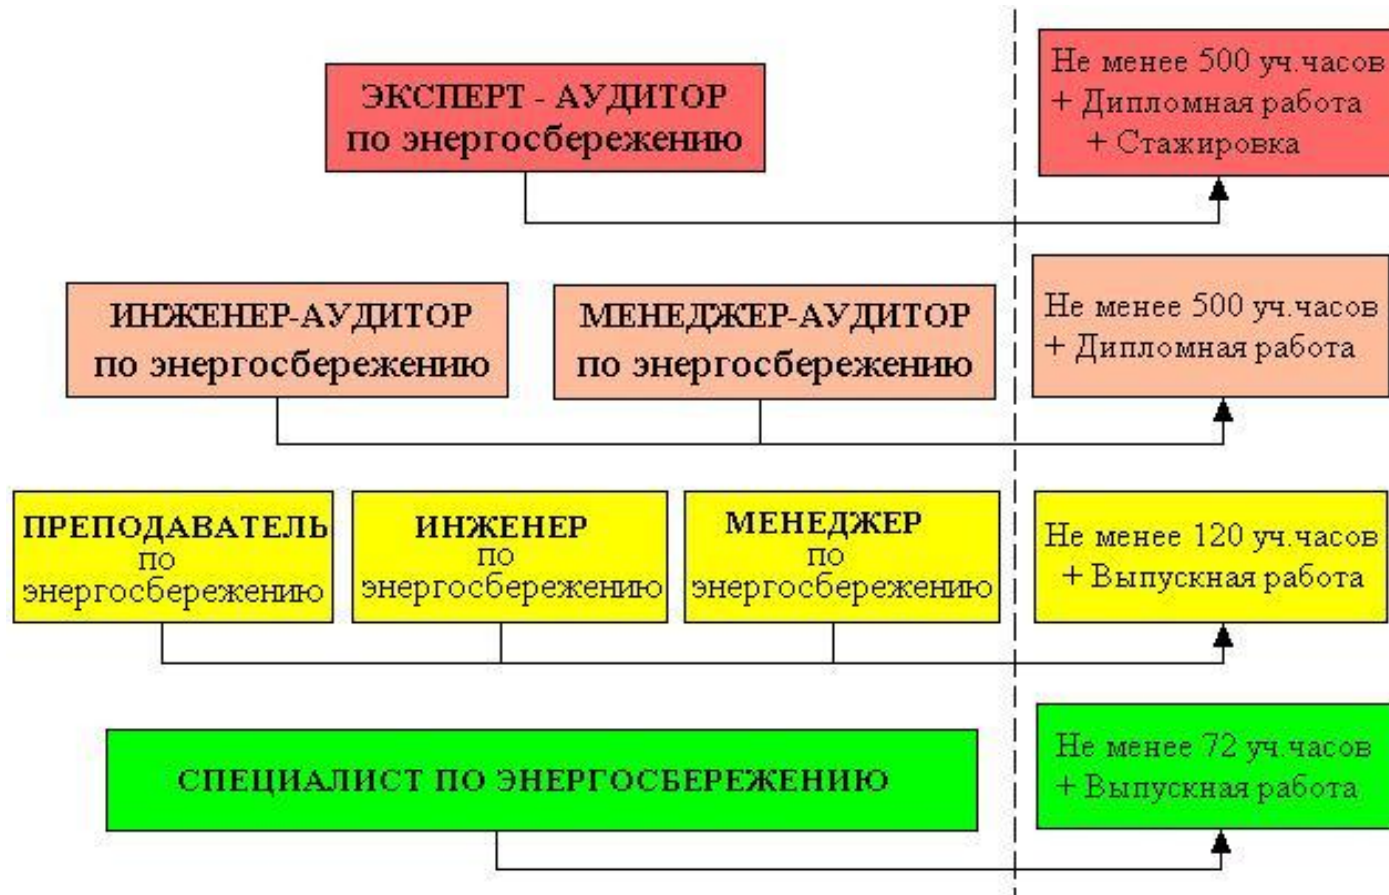 ЭКСПЕРТ - АУДИТОР
по энергосбережению
Не менее 500 уч.часов
+ Дипломная работа
+ Стажировка
ИНЖЕНЕР-АУДИТОР
по энергосбережению
МЕНЕДЖЕР-АУДИТОР
по энергосбережению
Не менее 500 уч.часов
+ Дипломная работа
ПРЕПОДАВАТЕЛЬ
по
энергосбережению
ИНЖЕНЕР
по
энергосбережению
МЕНЕДЖЕР
по
энергосбережению
Не менее 120 уч.часов
+ Выпускная работа
СПЕЦИАЛИСТ ПО ЭНЕРГОСБЕРЕЖЕНИЮ
Не менее 72 уч.часов
+ Выпускная работа